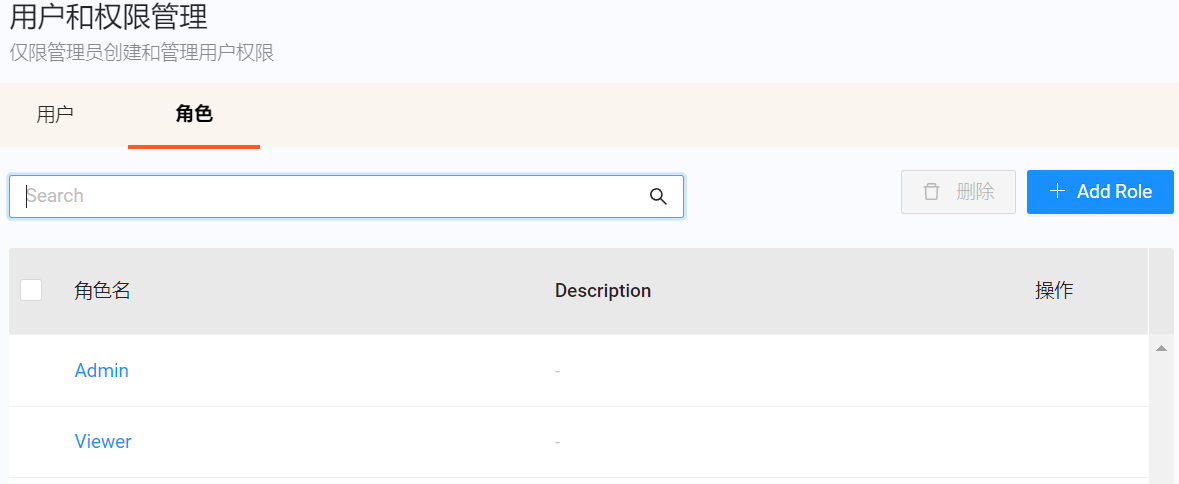 用户和权限管理
仅限管理员创建和管理用户权限
用户 角色
Search 删除 Add Role
角色名 Description 操作
Admin -
Viewer -